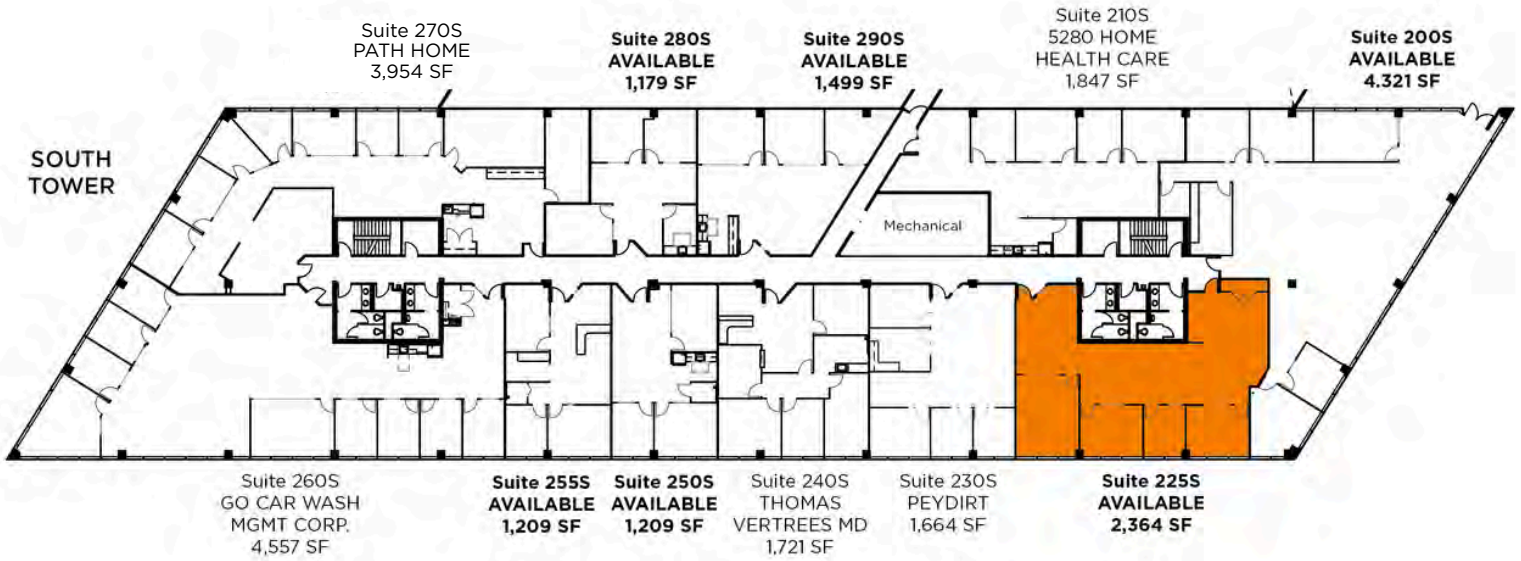 Suite 270S
PATH HOME
3,954 SF
Suite 280S
AVAILABLE
1,179 SF
Suite 290S
AVAILABLE
1,499 SF
Suite 210S
5280 HOME
HEALTH CARE
1,847 SF
Suite 200S
AVAILABLE
4.321 SF
SOUTH
TOWER
Mechanical
Suite 260S
GO CAR WASH
MGMT CORP.
4,557 SF
Suite 255S
AVAILABLE
1,209 SF
Suite 250S
AVAILABLE
1,209 SF
Suite 240S
THOMAS
VERTREES MD
1,721 SF
Suite 230S
PEYDIRT
1,664 SF
Suite 225S
AVAILABLE
2,364 SF